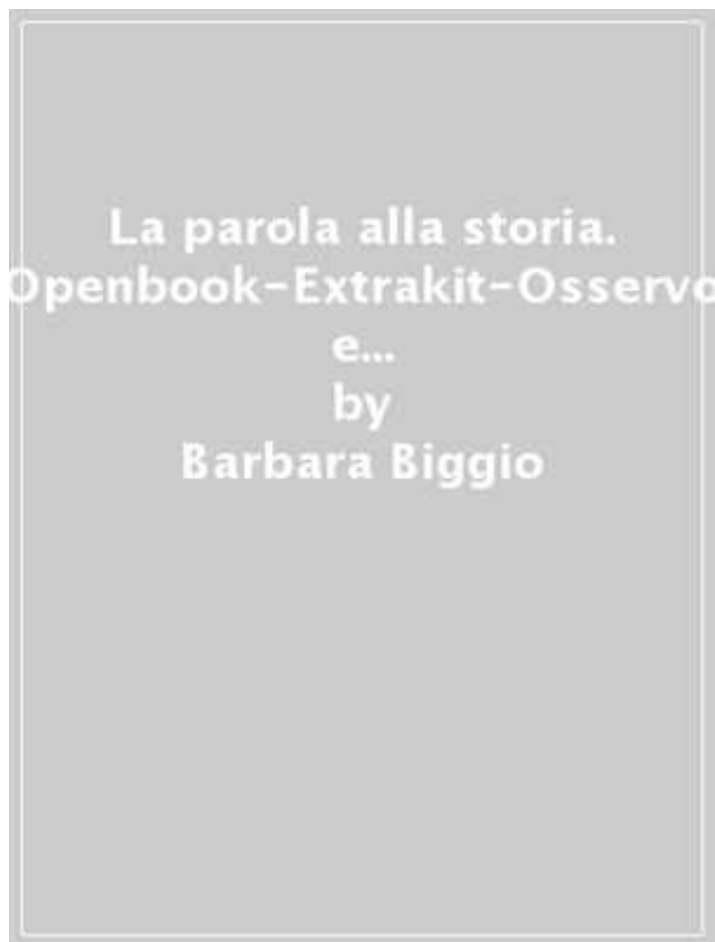 La parola alla storia.
Openbook-Extrakit-Osservo
e...
by
Barbara Biggio